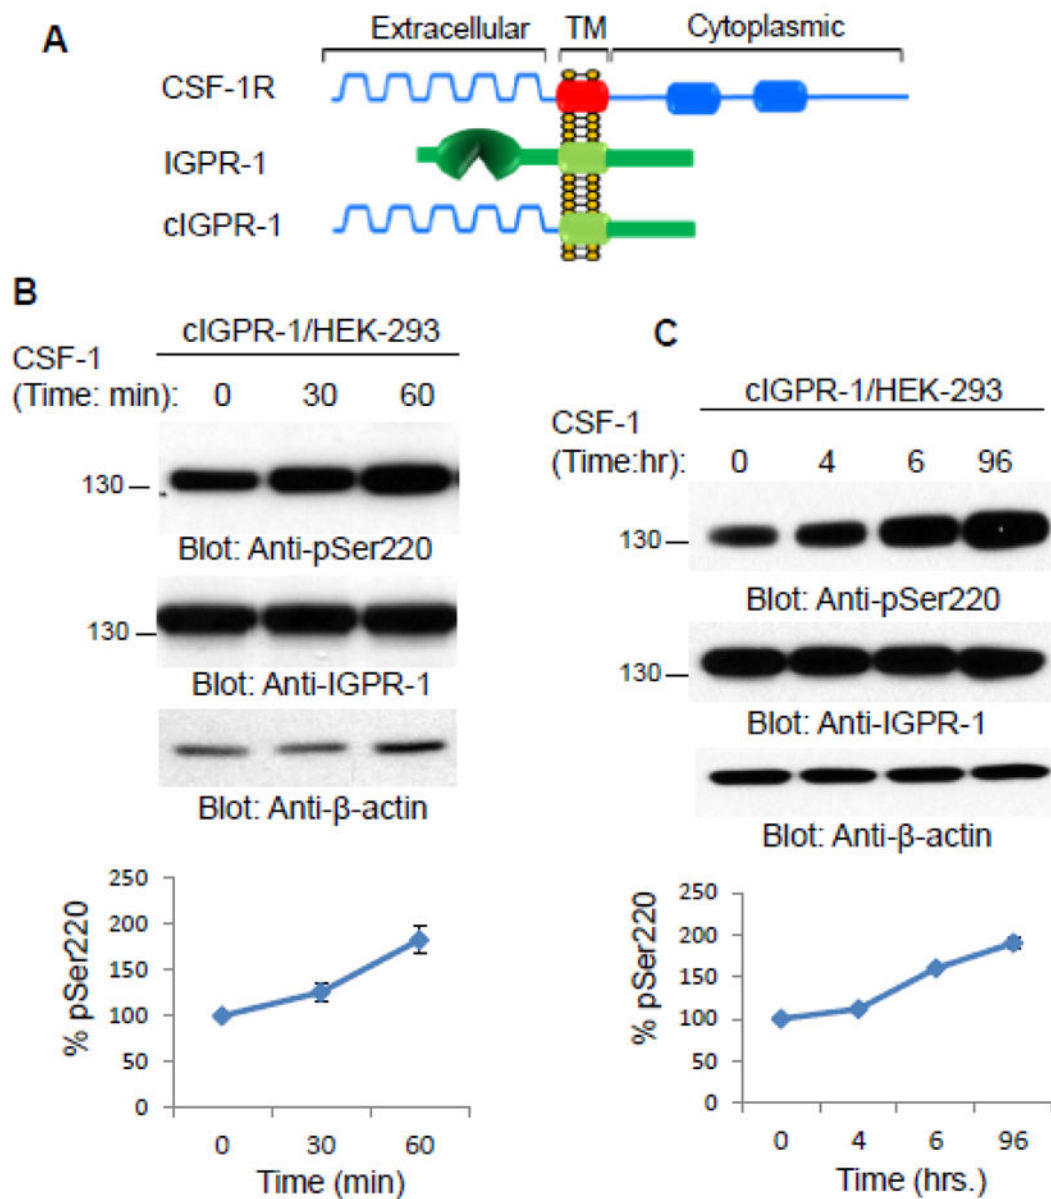 A
Extracellular TM Cytoplasmic
CSF-1R
IGPR-1
cIGPR-1
B
cIGPR-1/HEK-293
CSF-1
(Time: min): 0 30 60
130
Blot: Anti-pSer220
130
Blot: Anti-IGPR-1
Blot: Anti-β-actin
250
200
150
100
50
0
% pSer220
0 30 60
Time (min)
C
cIGPR-1/HEK-293
CSF-1
(Time:hr): 0 4 6 96
130
Blot: Anti-pSer220
130
Blot: Anti-IGPR-1
Blot: Anti-β-actin
250
200
150
100
50
0
% pSer220
0 4 6 96
Time (hrs.)